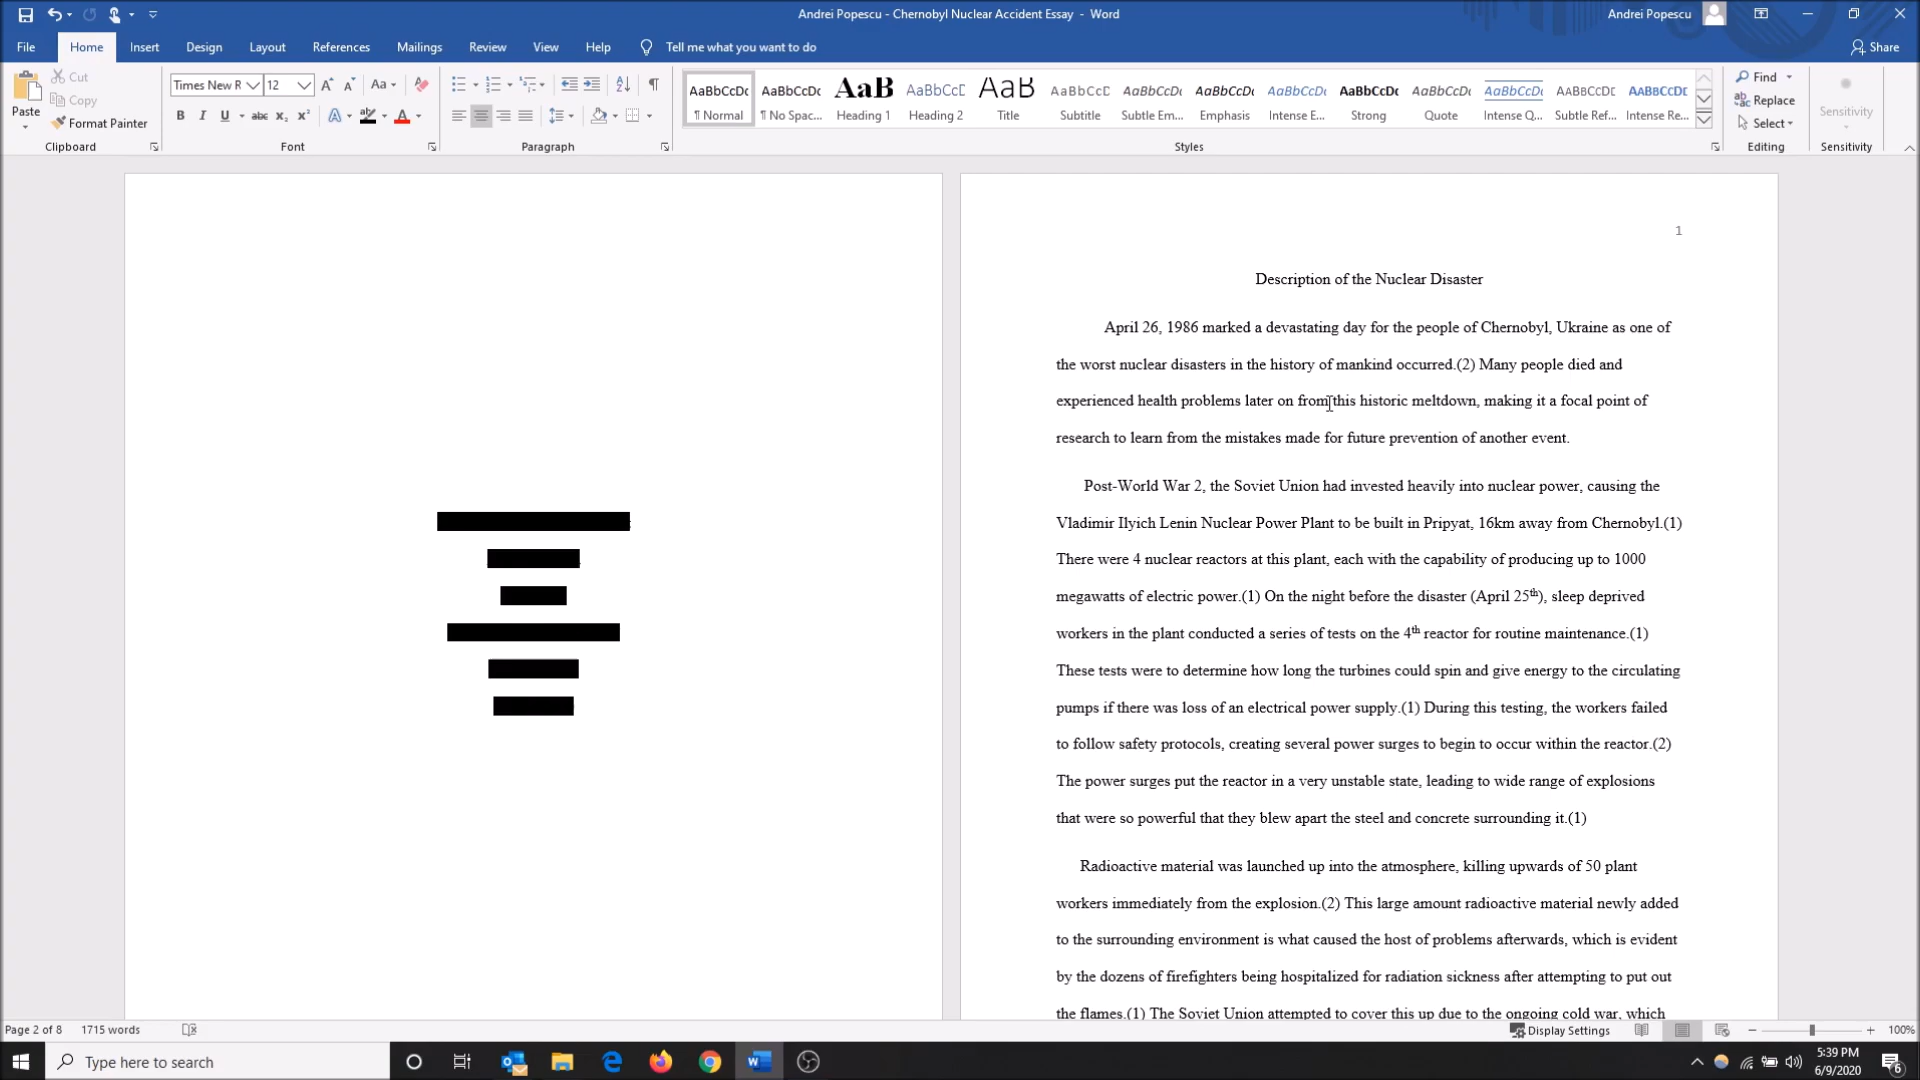 Andrei Popescu - Chernobyl Nuclear Accident Essay - Word
Andrei Popescu
File Home Insert Design Layout References Mailings Review View Help Tell me what you want to do Share
Paste
Cut
Copy
Format Painter
Clipboard
Times New R 12
Aa
B I U abc x₂ x² A A
Font
Paragraph
AaBbCcDc AaBbCcDc AaB AaBbCcD AaB AaBbCcD AaBbCcDc AaBbCcDc AaBbCcDc AaBbCcDc AaBbCcDc AaBbCcDc AaBbCcDc AaBbCcDc
¶ Normal ¶ No Spac... Heading 1 Heading 2 Title Subtitle Subtle Em... Emphasis Intense E... Strong Quote Intense Q... Subtle Ref... Intense Re...
Styles
Find
Replace
Select
Editing
Sensitivity
Sensitivity
1
Description of the Nuclear Disaster
April 26, 1986 marked a devastating day for the people of Chernobyl, Ukraine as one of
the worst nuclear disasters in the history of mankind occurred.(2) Many people died and
experienced health problems later on from this historic meltdown, making it a focal point of
research to learn from the mistakes made for future prevention of another event.
Post-World War 2, the Soviet Union had invested heavily into nuclear power, causing the
Vladimir Ilyich Lenin Nuclear Power Plant to be built in Pripyat, 16km away from Chernobyl.(1)
There were 4 nuclear reactors at this plant, each with the capability of producing up to 1000
megawatts of electric power.(1) On the night before the disaster (April 25th), sleep deprived
workers in the plant conducted a series of tests on the 4th reactor for routine maintenance.(1)
These tests were to determine how long the turbines could spin and give energy to the circulating
pumps if there was loss of an electrical power supply.(1) During this testing, the workers failed
to follow safety protocols, creating several power surges to begin to occur within the reactor.(2)
The power surges put the reactor in a very unstable state, leading to wide range of explosions
that were so powerful that they blew apart the steel and concrete surrounding it.(1)
Radioactive material was launched up into the atmosphere, killing upwards of 50 plant
workers immediately from the explosion.(2) This large amount radioactive material newly added
to the surrounding environment is what caused the host of problems afterwards, which is evident
by the dozens of firefighters being hospitalized for radiation sickness after attempting to put out
the flames.(1) The Soviet Union attempted to cover this up due to the ongoing cold war, which
Page 2 of 8 1715 words
Display Settings
100%
Type here to search
5:39 PM
6/9/2020
6